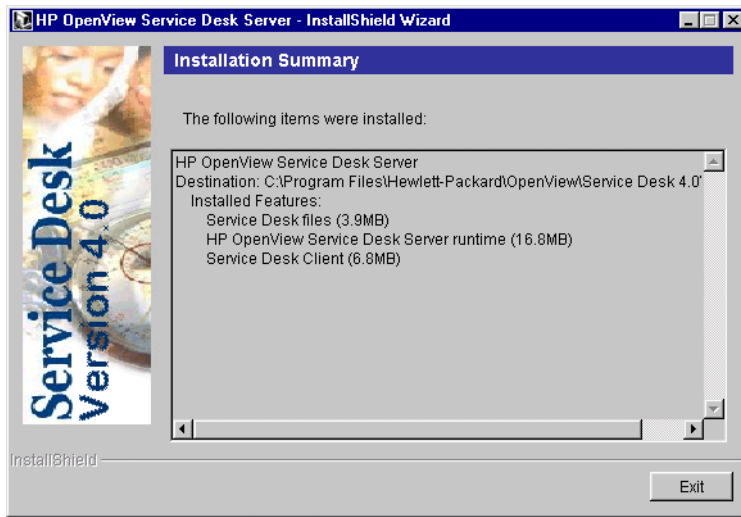 HP OpenView Service Desk Server - InstallShield Wizard
Installation Summary
Service Desk
Version 4.0
The following items were installed:
HP OpenView Service Desk Server
Destination: C:\Program Files\Hewlett-Packard\OpenView\Service Desk 4.0
Installed Features:
Service Desk files (3.9MB)
HP OpenView Service Desk Server runtime (16.8MB)
Service Desk Client (6.8MB)
InstallShield
Exit